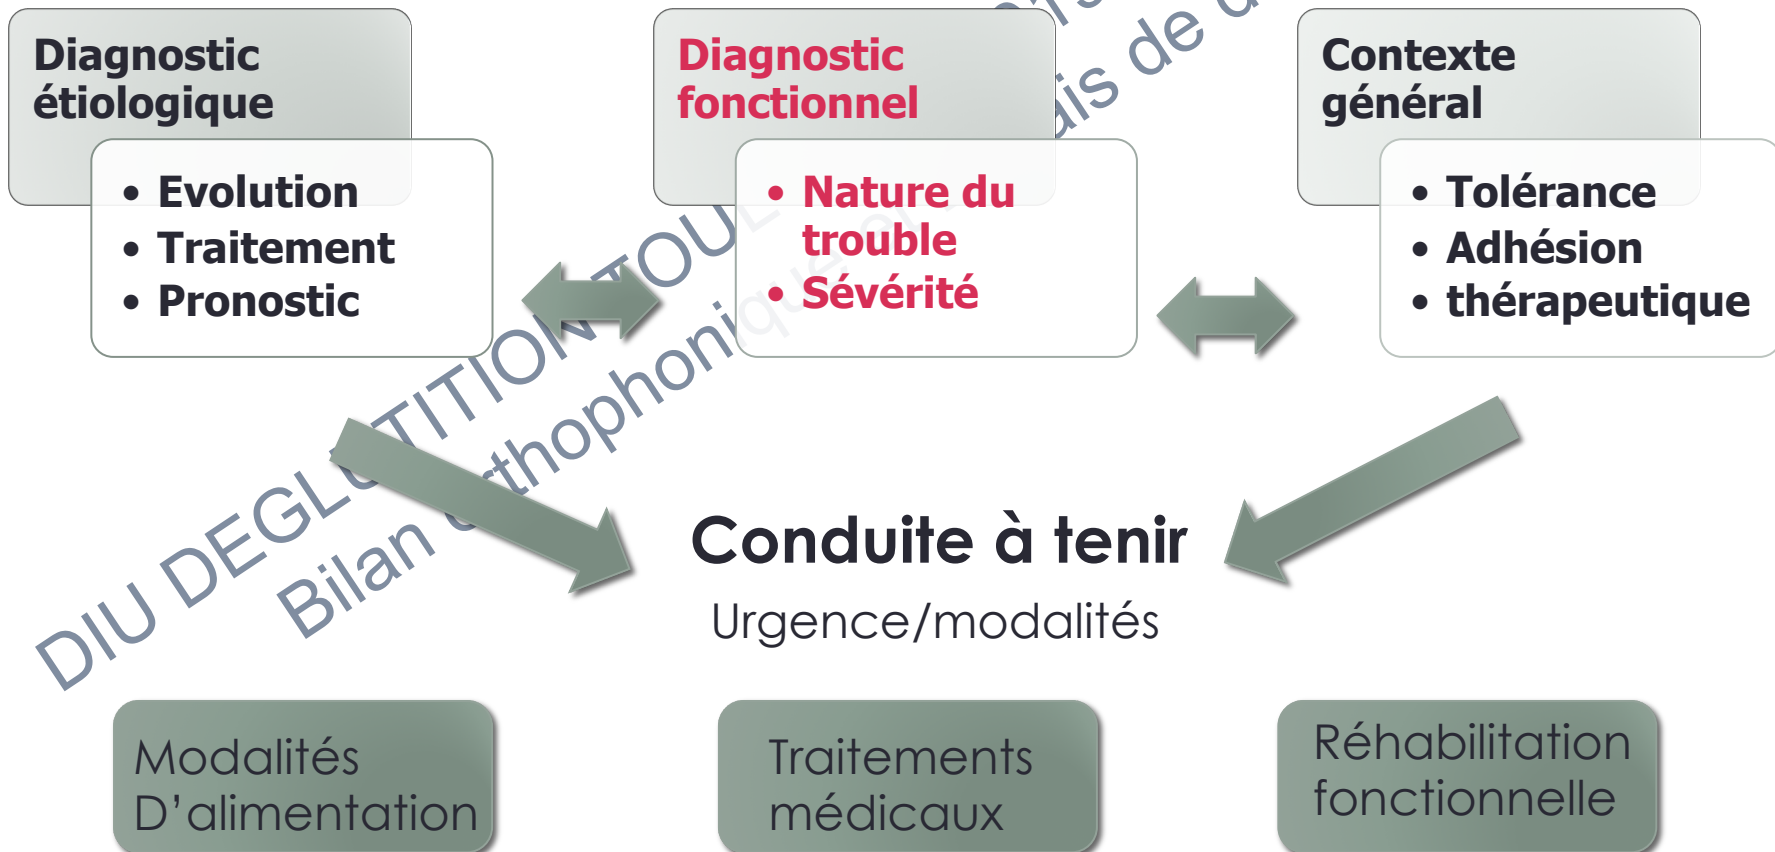 Diagnostic
étiologique
• Evolution
• Traitement
• Pronostic
Diagnostic
fonctionnel
• Nature du
trouble
• Sévérité
Contexte
général
• Tolérance
• Adhésion
• thérapeutique
Conduite à tenir
Urgence/modalités
Modalités
D'alimentation
Traitements
médicaux
Réhabilitation
fonctionnelle
DIU DEGLUTITION
Bilan orthophonique